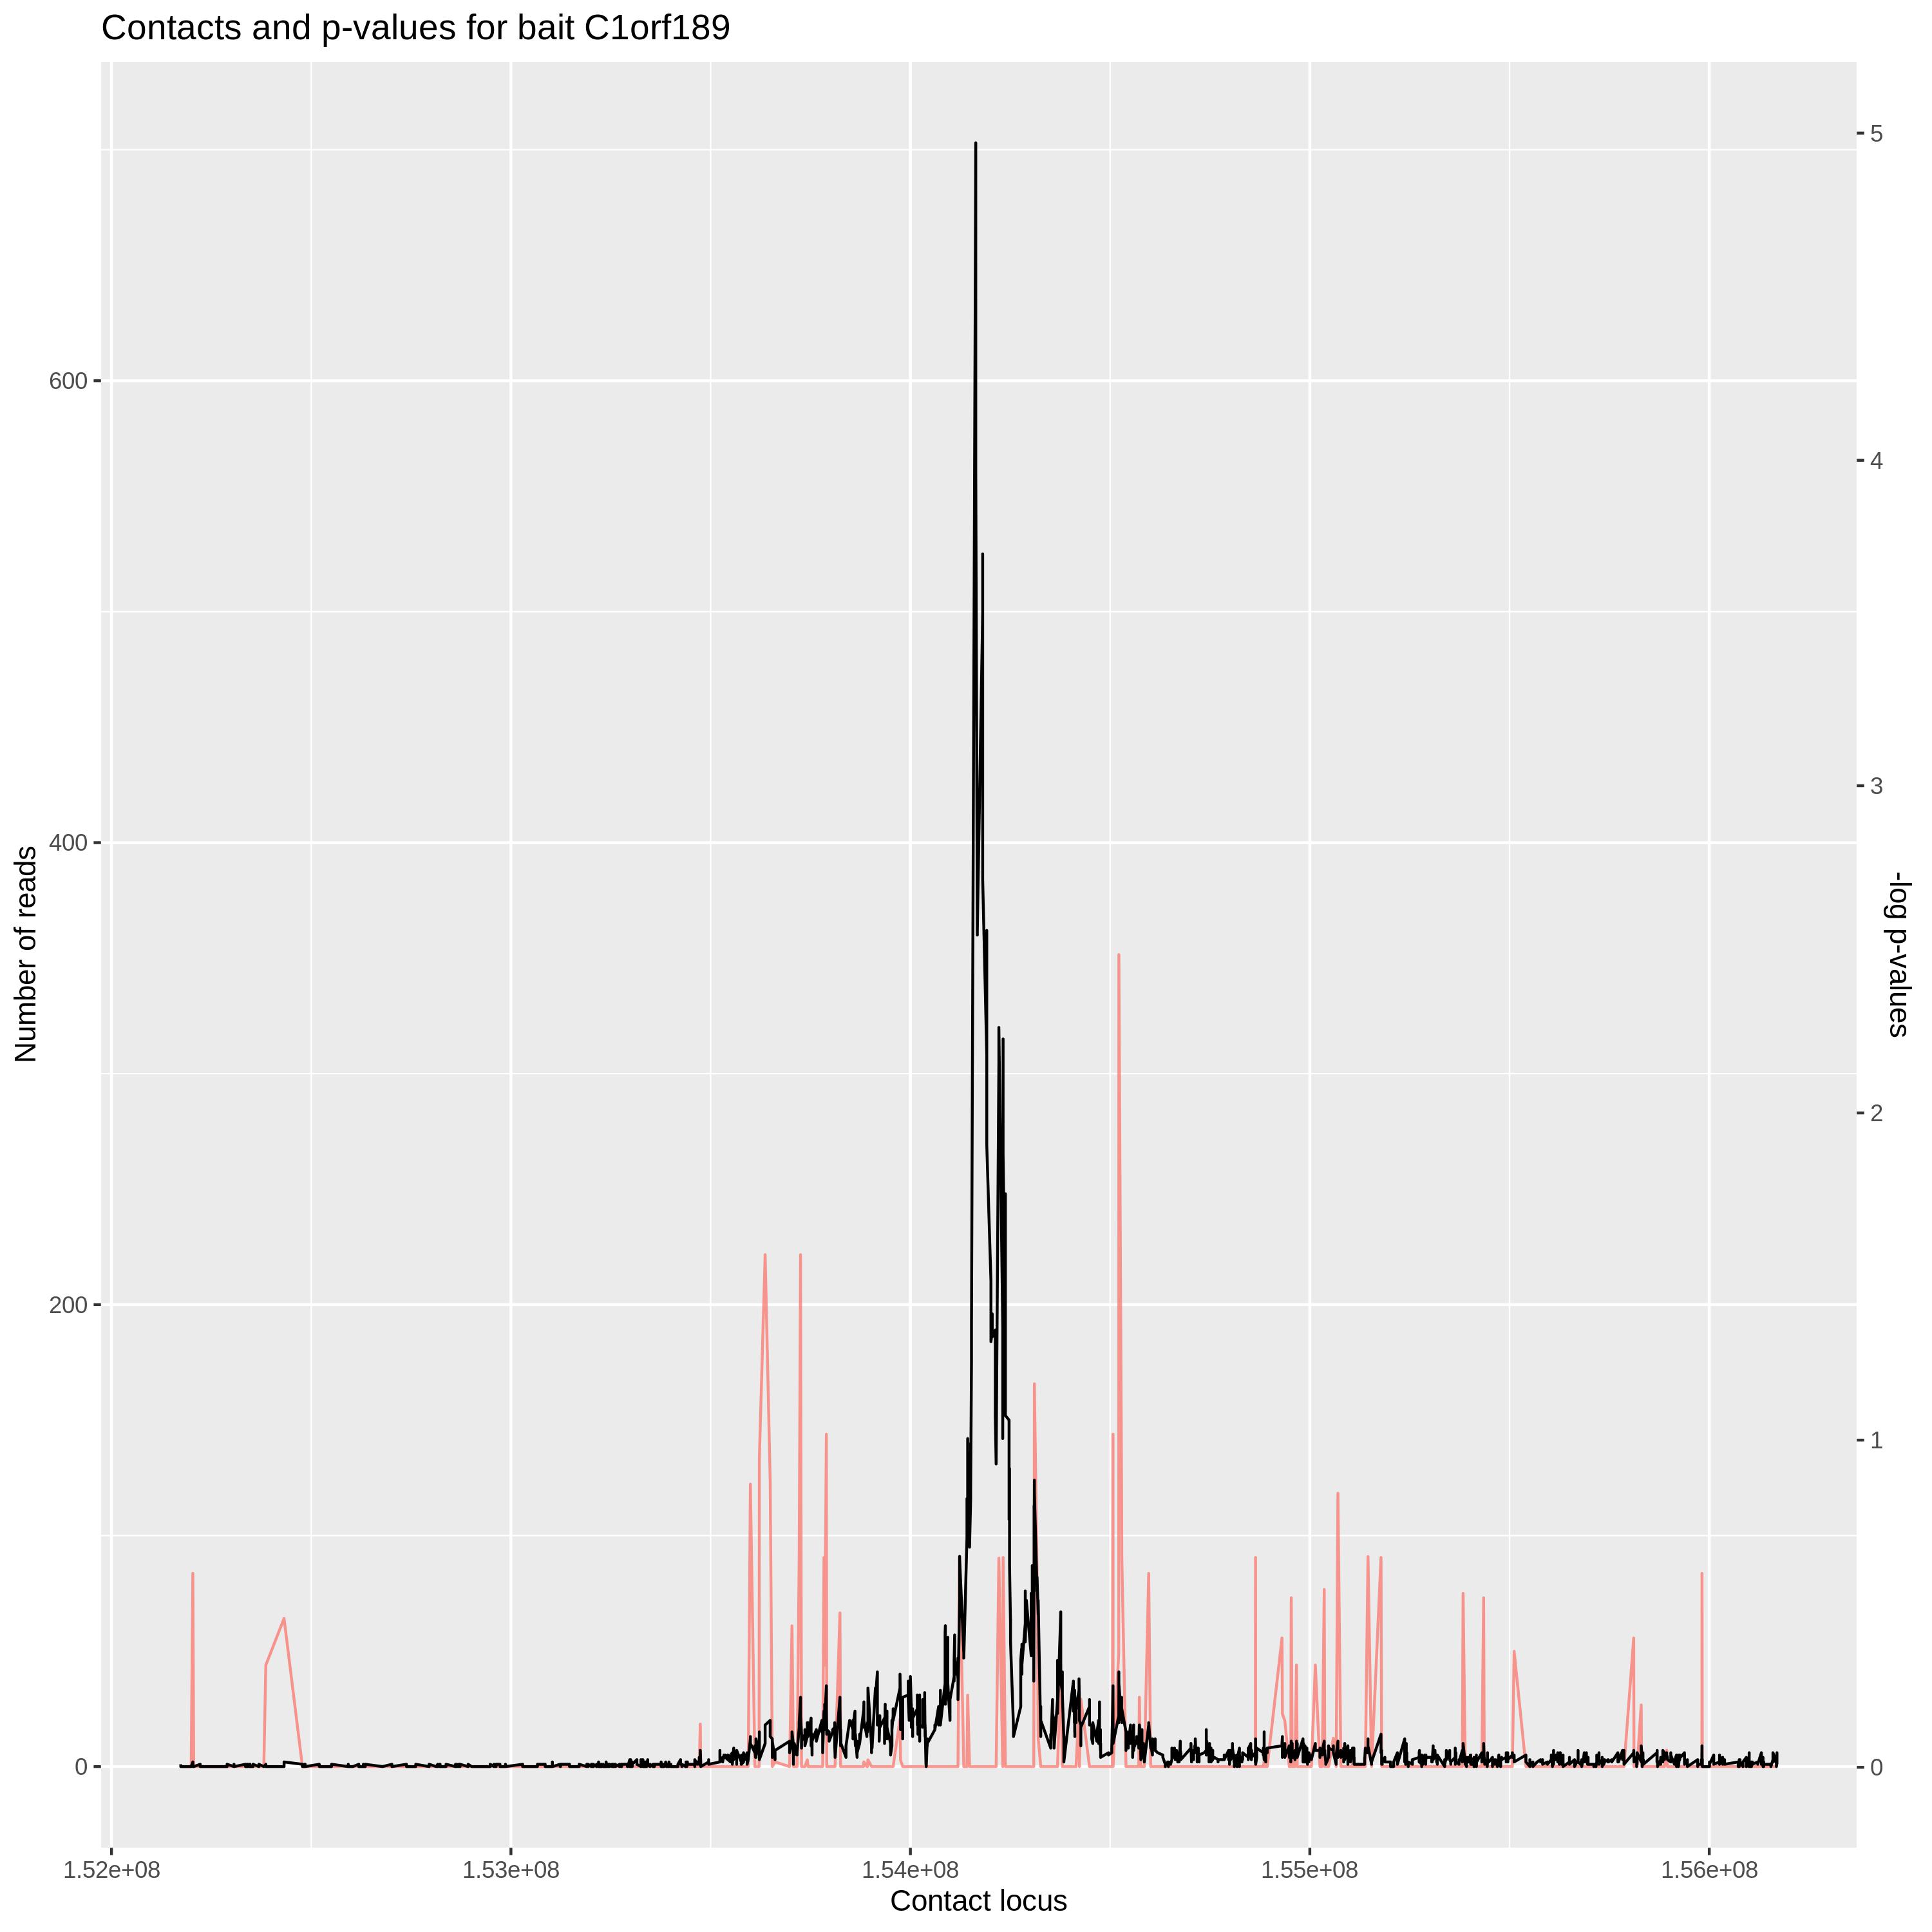 Contacts and p-values for bait C1orf189
Number of reads
600
400
200
0
5
4
3
2
1
0
-log p-values
1.52e+08
1.53e+08
1.54e+08
1.55e+08
1.56e+08
Contact locus